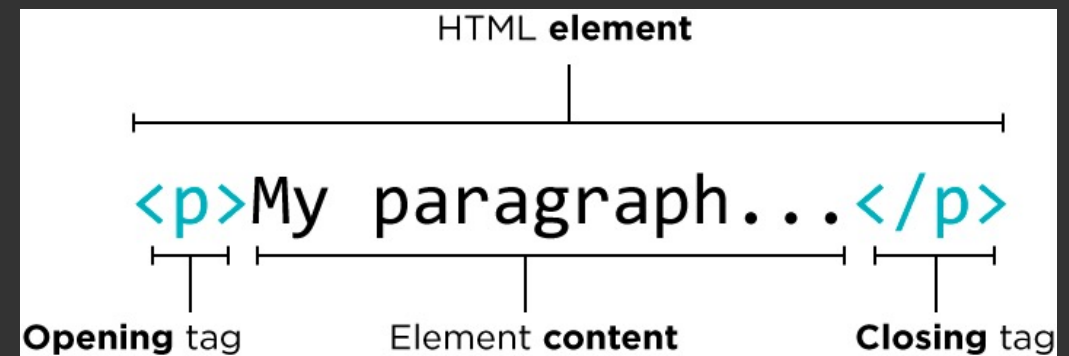 HTML element
<p>My paragraph...</p>
Opening tag Element content Closing tag